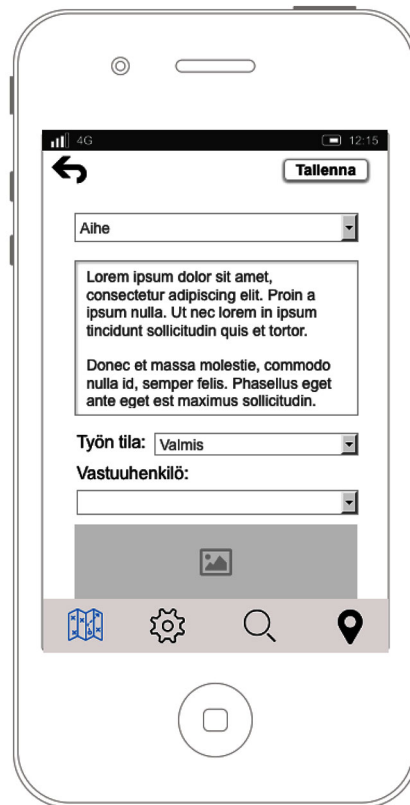 4G 12:15
Tallenna
Aihe
Lorem ipsum dolor sit amet,
consectetur adipiscing elit. Proin a
ipsum nulla. Ut nec lorem in ipsum
tincidunt sollicitudin quis et tortor.
Donec et massa molestie, commodo
nulla id, semper felis. Phasellus eget
ante eget est maximus sollicitudin.
Työn tila: Valmis
Vastuuhenkilö: